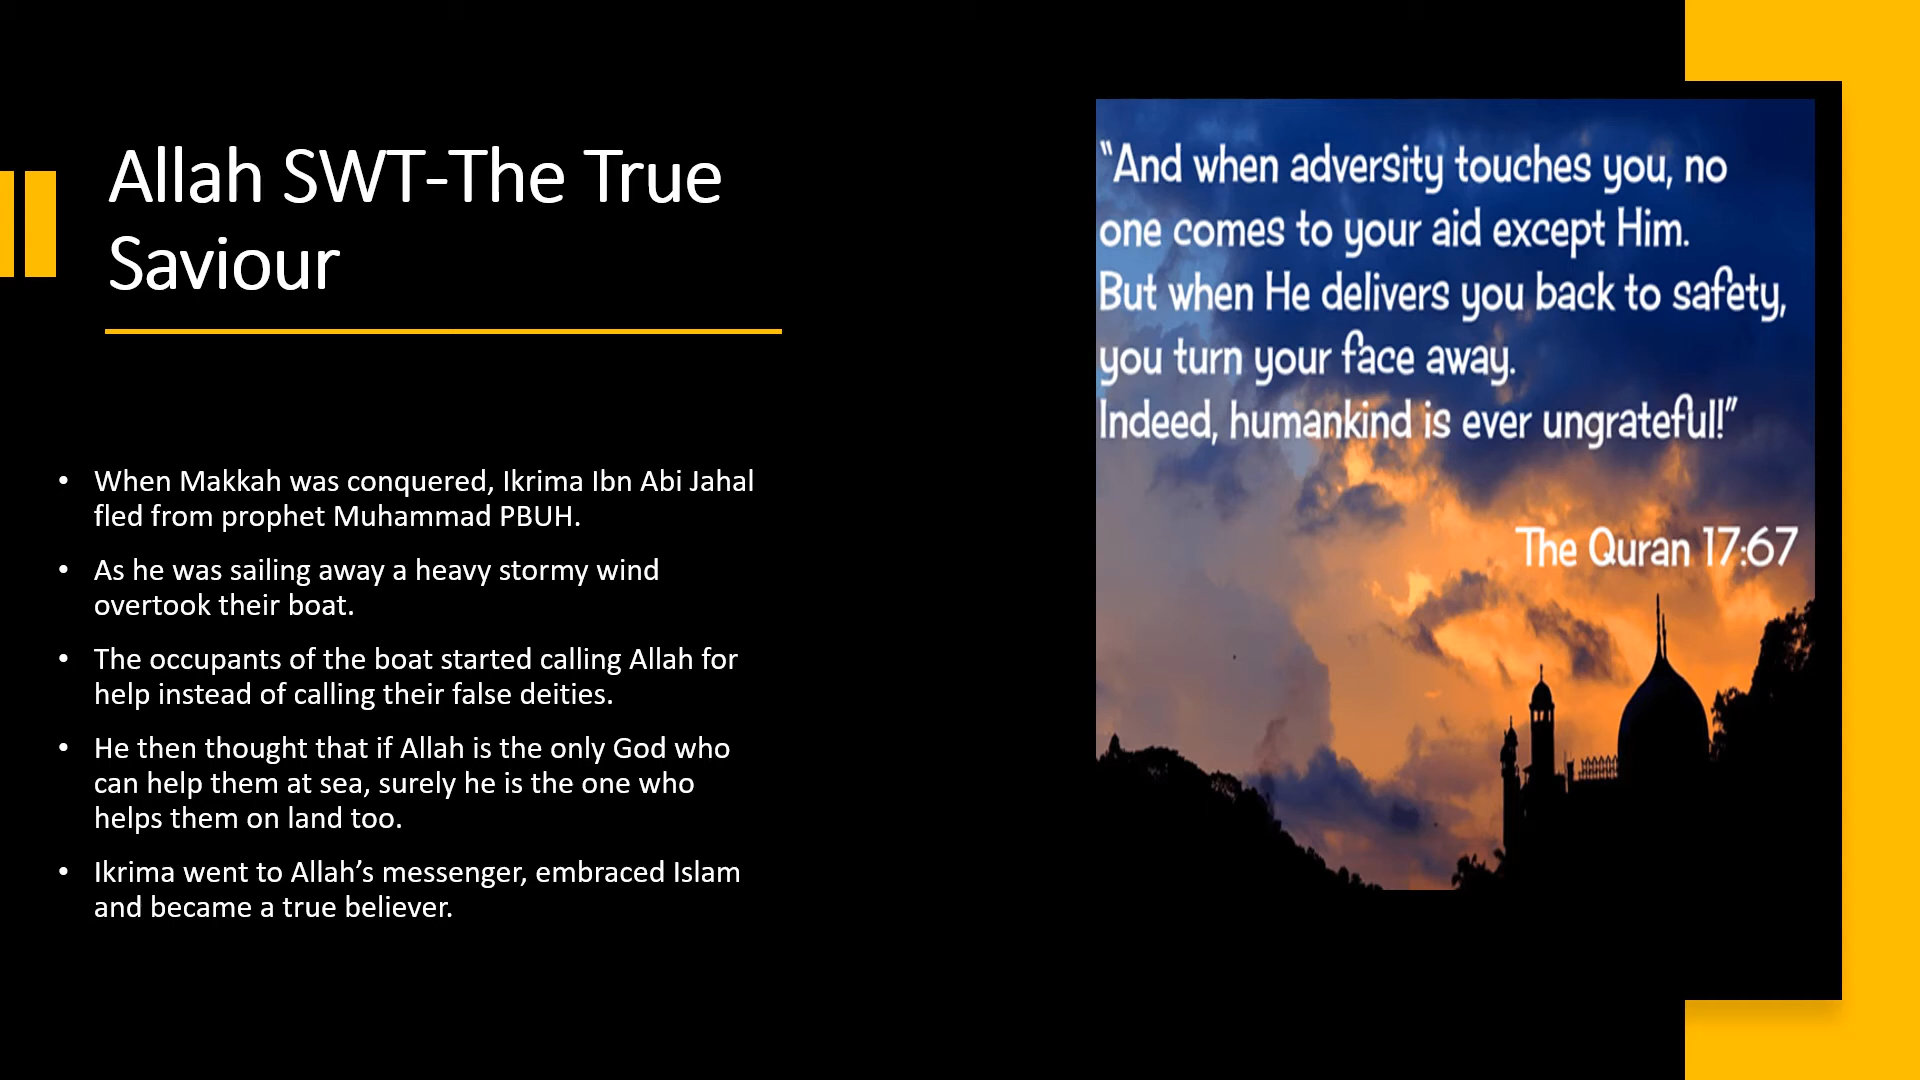 Allah SWT-The True
Saviour
• When Makkah was conquered, Ikrima Ibn Abi Jahal
fled from prophet Muhammad PBUH.
• As he was sailing away a heavy stormy wind
overtook their boat.
• The occupants of the boat started calling Allah for
help instead of calling their false deities.
• He then thought that if Allah is the only God who
can help them at sea, surely he is the one who
helps them on land too.
• Ikrima went to Allah’s messenger, embraced Islam
and became a true believer.
“And when adversity touches you, no
one comes to your aid except Him.
But when He delivers you back to safety,
you turn your face away.
Indeed, humankind is ever ungrateful!”
The Quran 17:67